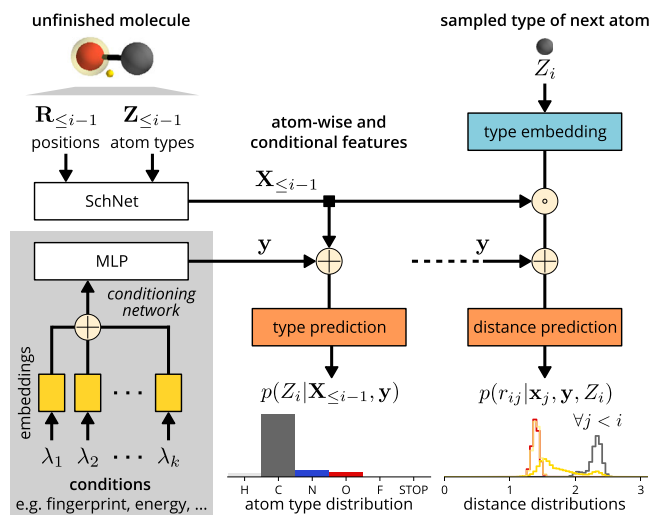 unfinished molecule
sampled type of next atom
Z_i
R_{≤i−1}
Z_{≤i−1}
positions
atom types
atom-wise and
conditional features
type embedding
X_{≤i−1}
SchNet
∘
y
y
MLP
conditioning
network
type prediction
distance prediction
embeddings
p(Z_i|X_{≤i−1}, y)
p(r_{ij}|x_j, y, Z_i)
∀j < i
· · ·
λ_1 λ_2 · · · λ_k
conditions
e.g. fingerprint, energy, ...
H C N O F STOP
atom type distribution
0 1 2 3
distance distributions